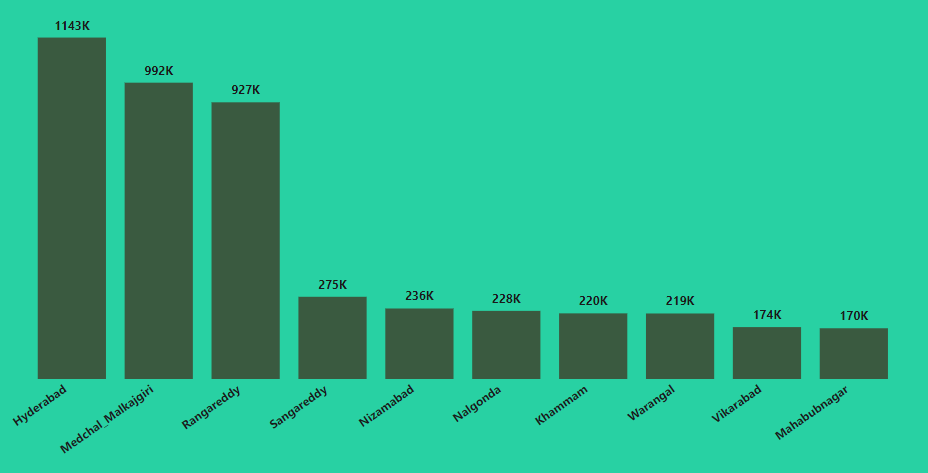 1143K
992K
927K
275K
236K
228K
220K
219K
174K
170K
Hyderabad
Medchal_Malkajgiri
Rangareddy
Sangareddy
Nizamabad
Nalgonda
Khammam
Warangal
Vikarabad
Mahabubnagar